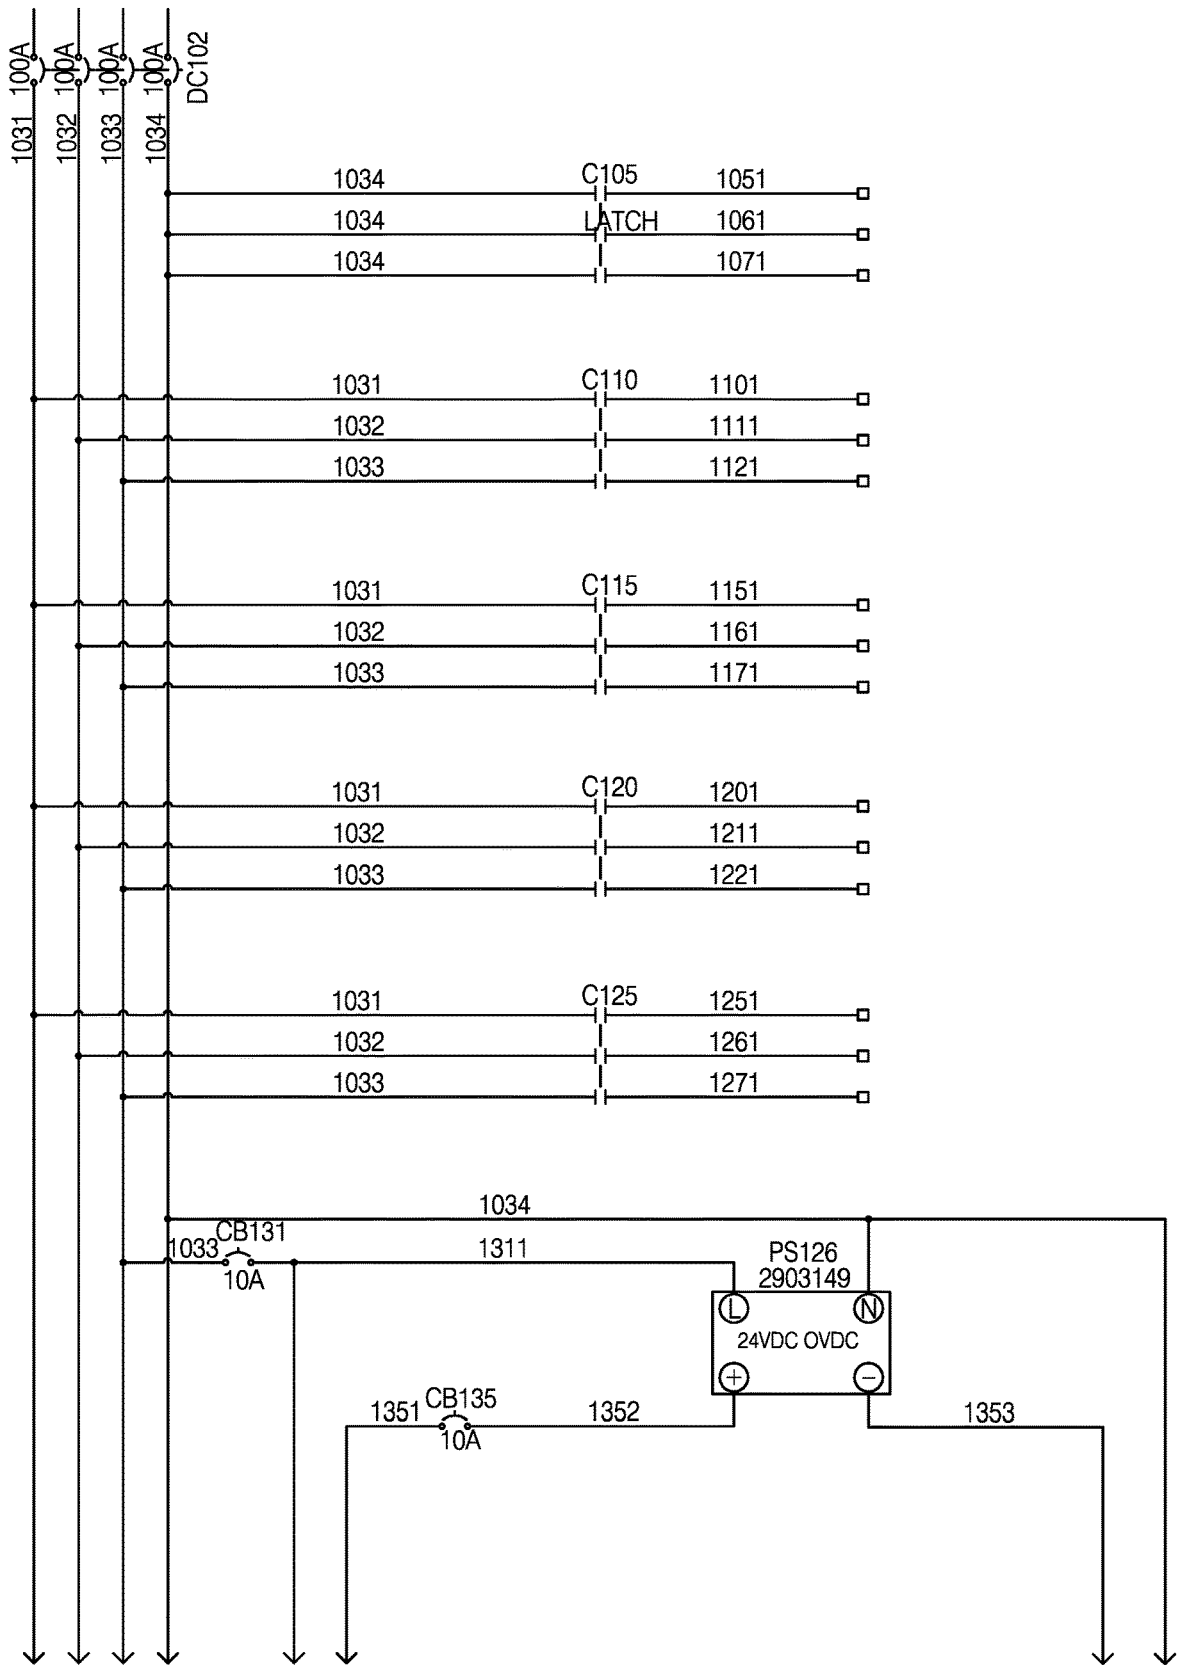 100A 100A 100A 100A DC102
1031 1032 1033 1034
1034 C105 1051
1034 LATCH 1061
1034 1071
1031 C110 1101
1032 1111
1033 1121
1031 C115 1151
1032 1161
1033 1171
1031 C120 1201
1032 1211
1033 1221
1031 C125 1251
1032 1261
1033 1271
1034
CB131
1033 1311 PS126
10A 2903149
L N
24VDC 0VDC
+ −
CB135
1351 1352 1353
10A